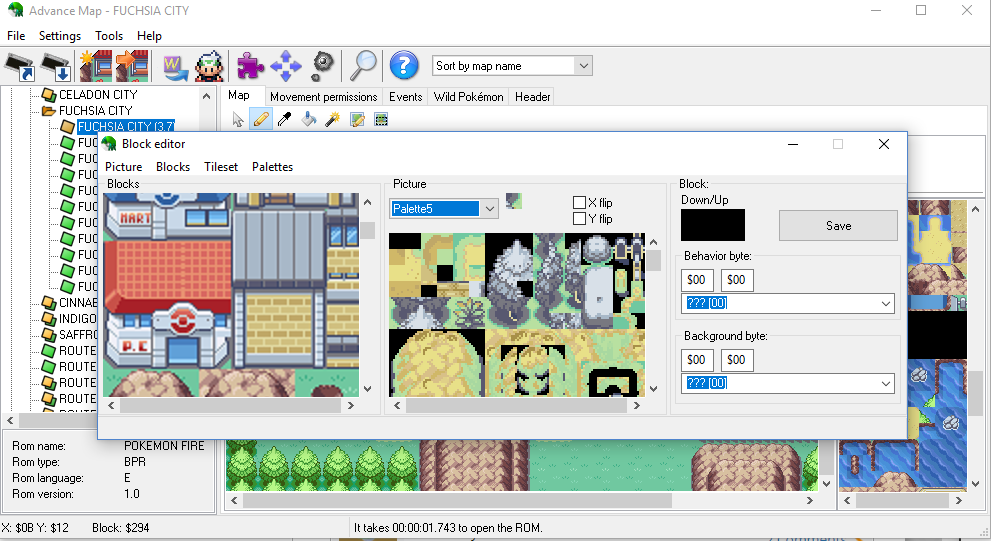 Advance Map - FUCHSIA CITY
File Settings Tools Help
Sort by map name
CELADON CITY
FUCHSIA CITY
FUCHSIA CITY (3.7)
FUC
FUC
FUC
FUC
FUC
FUC
FUC
FUC
FUC
FUC
CINNAB
INDIGO
SAFFRO
ROUTE
ROUTE
ROUTE
ROUTE
ROUTE
Map Movement permissions Events Wild Pokémon Header
Block editor
Picture Blocks Tileset Palettes
Blocks
MART
P.C
Picture
Palette5
X flip
Y flip
Block:
Down/Up
Save
Behavior byte:
$00 $00
??? [00]
Background byte:
$00 $00
??? [00]
Rom name: POKEMON FIRE
Rom type: BPR
Rom language: E
Rom version: 1.0
X: $0B Y: $12 Block: $294
It takes 00:00:01.743 to open the ROM.